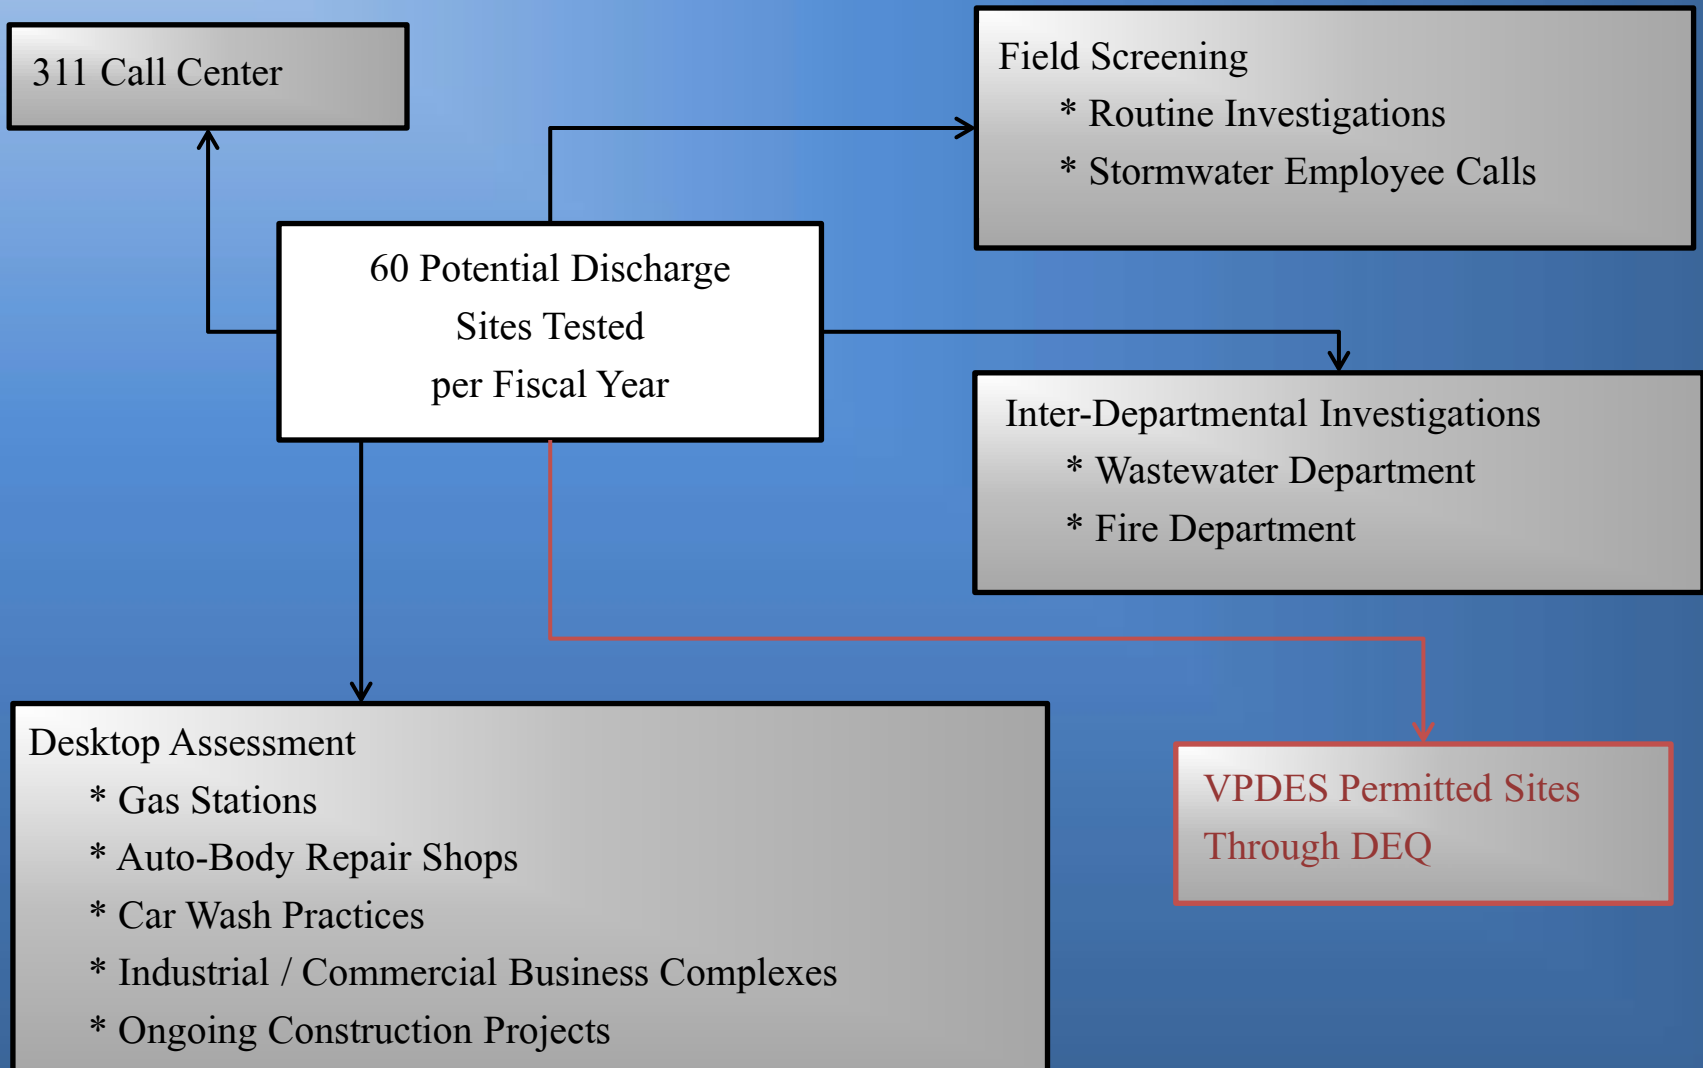 311 Call Center
Field Screening
* Routine Investigations
* Stormwater Employee Calls
60 Potential Discharge
Sites Tested
per Fiscal Year
Inter-Departmental Investigations
* Wastewater Department
* Fire Department
Desktop Assessment
* Gas Stations
* Auto-Body Repair Shops
* Car Wash Practices
* Industrial / Commercial Business Complexes
* Ongoing Construction Projects
VPDES Permitted Sites
Through DEQ